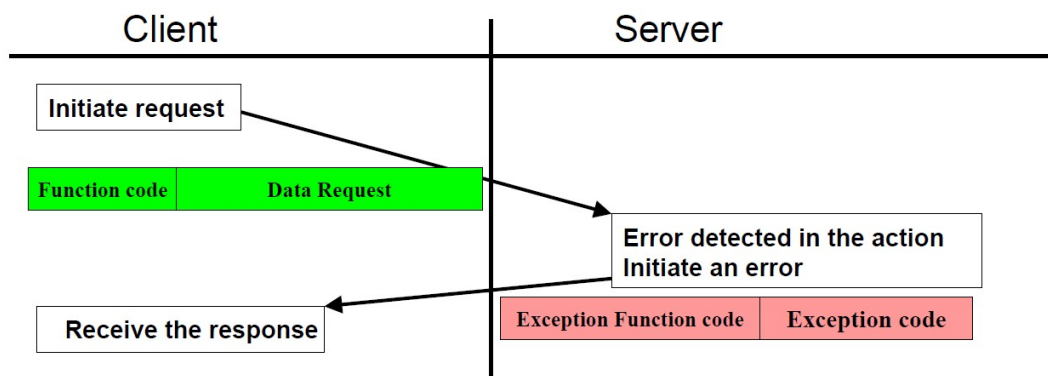 Client
Server
Initiate request
Function code
Data Request
Error detected in the action
Initiate an error
Exception Function code
Exception code
Receive the response